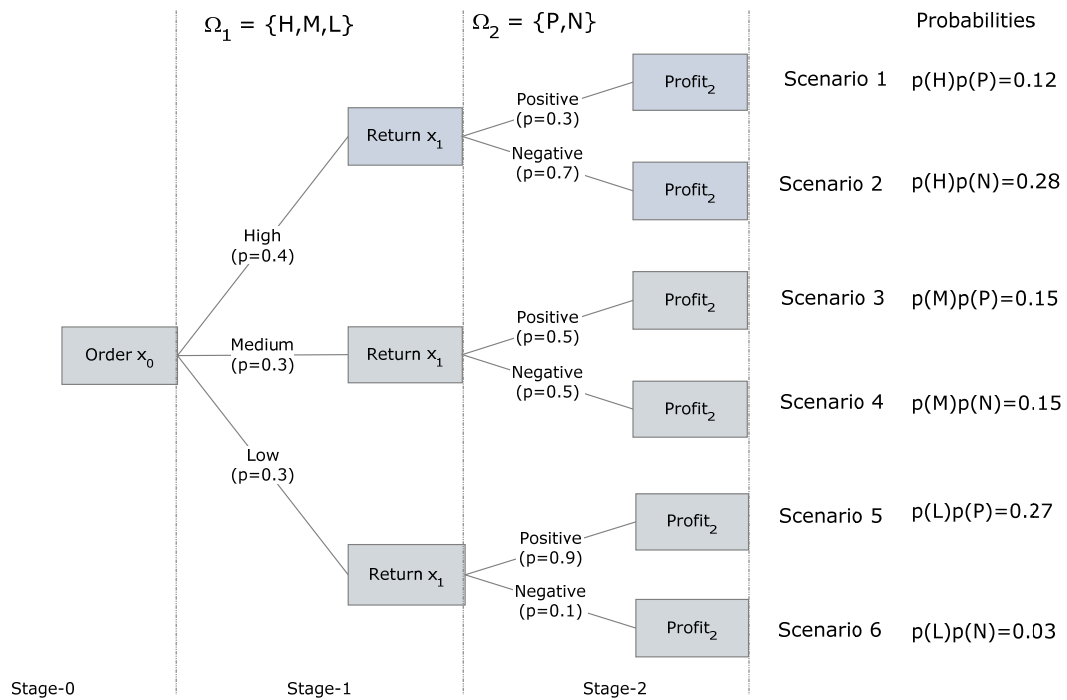 Ω₁ = {H,M,L}
Ω₂ = {P,N}
Probabilities
Profit₂
Scenario 1
p(H)p(P)=0.12
Positive
(p=0.3)
Return x₁
Negative
(p=0.7)
Profit₂
Scenario 2
p(H)p(N)=0.28
High
(p=0.4)
Profit₂
Scenario 3
p(M)p(P)=0.15
Positive
(p=0.5)
Order x₀
Medium
(p=0.3)
Return x₁
Negative
(p=0.5)
Profit₂
Scenario 4
p(M)p(N)=0.15
Low
(p=0.3)
Profit₂
Scenario 5
p(L)p(P)=0.27
Positive
(p=0.9)
Return x₁
Negative
(p=0.1)
Profit₂
Scenario 6
p(L)p(N)=0.03
Stage-0
Stage-1
Stage-2